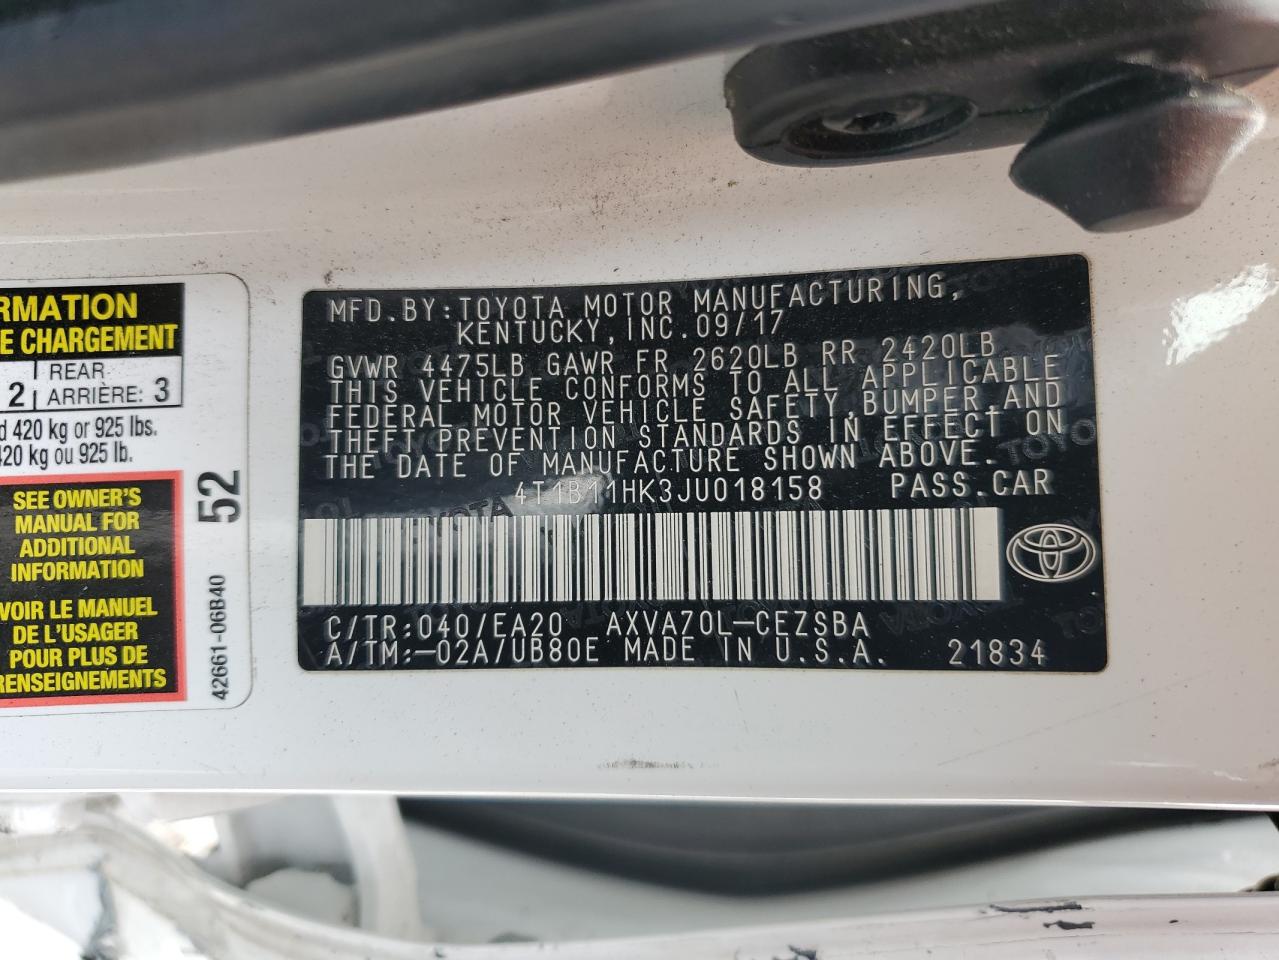 RMATION
E CHARGEMENT
2 REAR
ARRIÈRE: 3
420 kg or 925 lbs.
420 kg ou 925 lb.
SEE OWNER'S
MANUAL FOR
ADDITIONAL
INFORMATION
VOIR LE MANUEL
DE L'USAGER
POUR PLUS DE
RENSEIGNEMENTS
52
42661-06B40
MFD.BY:TOYOTA MOTOR MANUFACTURING,
KENTUCKY,INC.09/17
GVWR 4475LB GAWR FR 2620LB RR 2420LB
THIS VEHICLE CONFORMS TO ALL APPLICABLE
FEDERAL MOTOR VEHICLE SAFETY,BUMPER,AND
THEFT PREVENTION STANDARDS IN EFFECT ON
THE DATE OF MANUFACTURE SHOWN ABOVE.
4T1B11HK3JU018158 PASS.CAR
C/TR:040/EA20 AXVA70L-CEZSBA
A/TM:-02A/UB80E MADE IN U.S.A. 21834